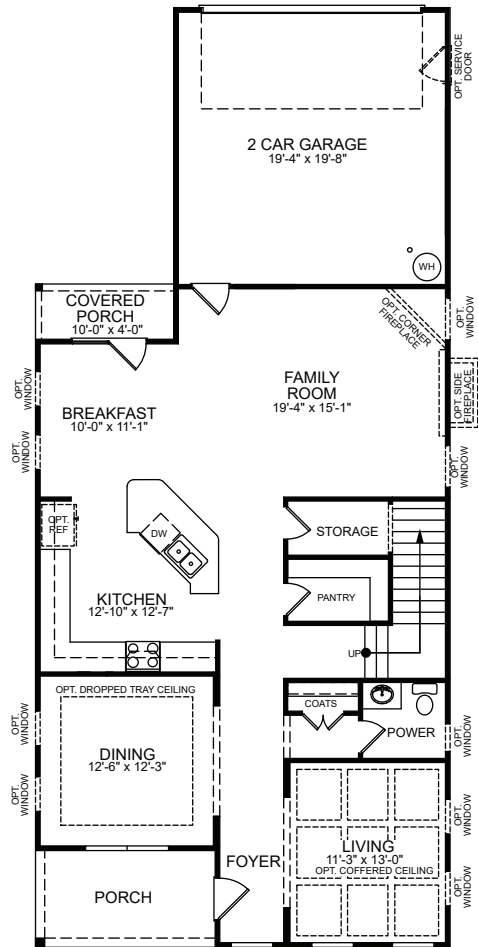 OPT. SERVICE
DOOR
2 CAR GARAGE
19'-4" x 19'-8"
WH
COVERED
PORCH
10'-0" x 4'-0"
OPT. CORNER
FIREPLACE
OPT.
WINDOW
OPT. SIDE
FIREPLACE
OPT.
WINDOW
FAMILY
ROOM
19'-4" x 15'-1"
OPT.
WINDOW
BREAKFAST
10'-0" x 11'-1"
OPT.
WINDOW
OPT.
REF
DW
STORAGE
KITCHEN
12'-10" x 12'-7"
PANTRY
UP
OPT. DROPPED TRAY CEILING
COATS
POWER
OPT.
WINDOW
OPT.
WINDOW
DINING
12'-6" x 12'-3"
OPT.
WINDOW
OPT.
WINDOW
LIVING
11'-3" x 13'-0"
OPT. COFFERED CEILING
OPT.
WINDOW
FOYER
PORCH